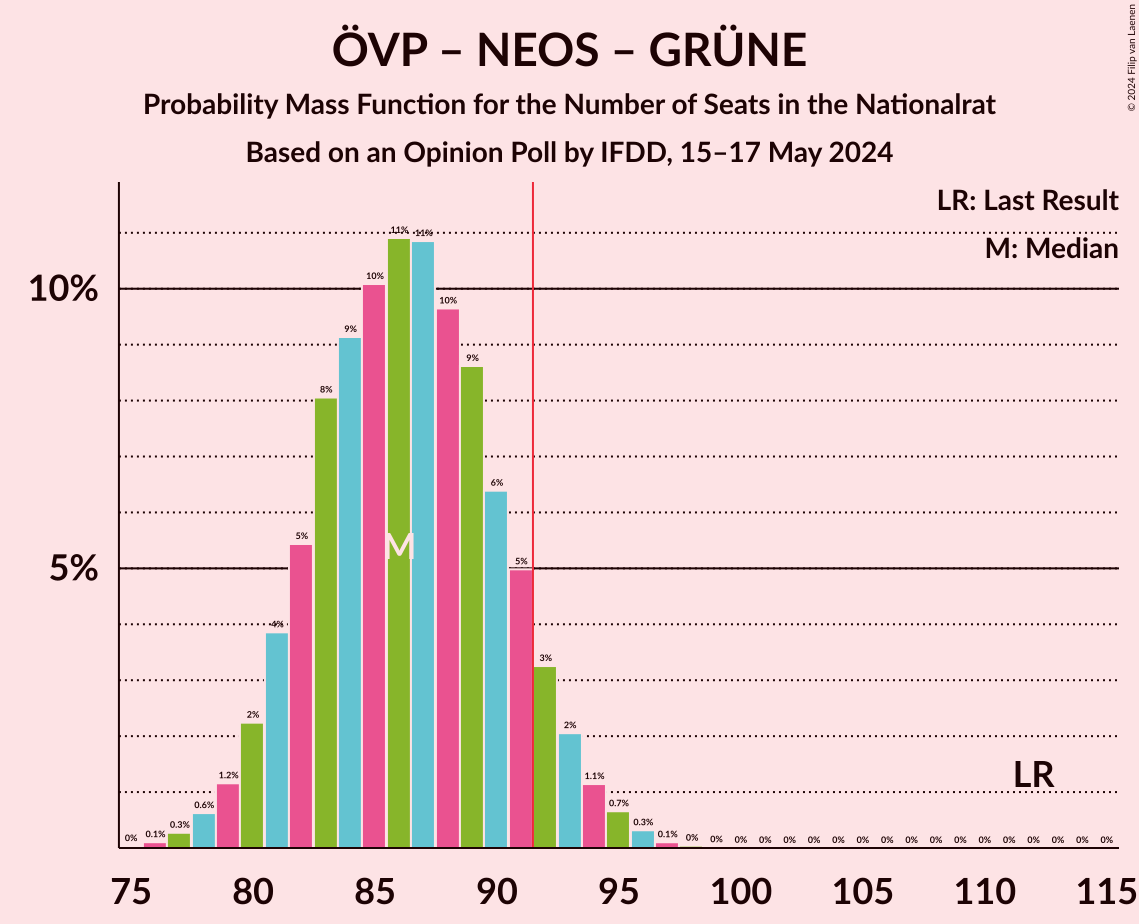 ÖVP – NEOS – GRÜNE
Probability Mass Function for the Number of Seats in the Nationalrat
Based on an Opinion Poll by IFDD, 15–17 May 2024
© 2024 Filip van Laenen
LR: Last Result
M: Median
10%
5%
0% 0.1% 0.3% 0.6% 1.2% 2% 4% 5% 8% 9% 10% 11% 11% 10% 9% 6% 5% 3% 2% 1.1% 0.7% 0.3% 0.1% 0% 0% 0% 0% 0% 0% 0% 0% 0% 0% 0% 0% 0% 0% 0% 0% 0% 0%
M
LR
75 80 85 90 95 100 105 110 115